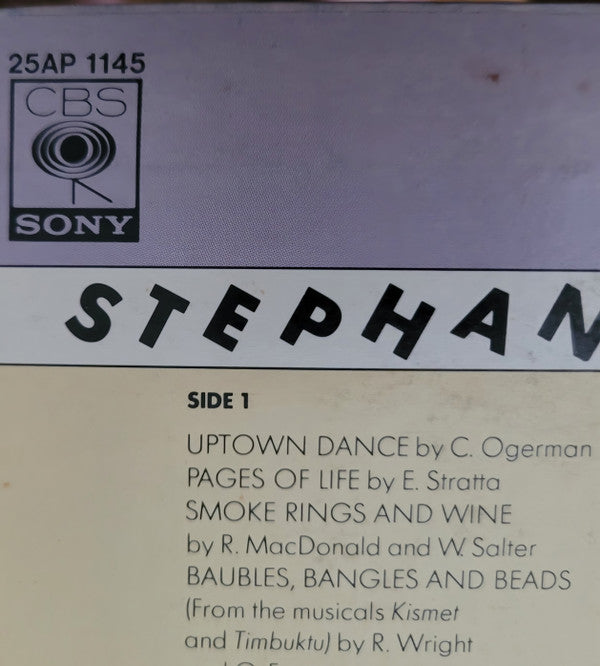 25AP 1145
CBS
SONY
STEPHAN
SIDE 1
UPTOWN DANCE by C. Ogerman
PAGES OF LIFE by E. Stratta
SMOKE RINGS AND WINE
by R. MacDonald and W. Salter
BAUBLES, BANGLES AND BEADS
(From the musicals Kismet
and Timbuktu) by R. Wright